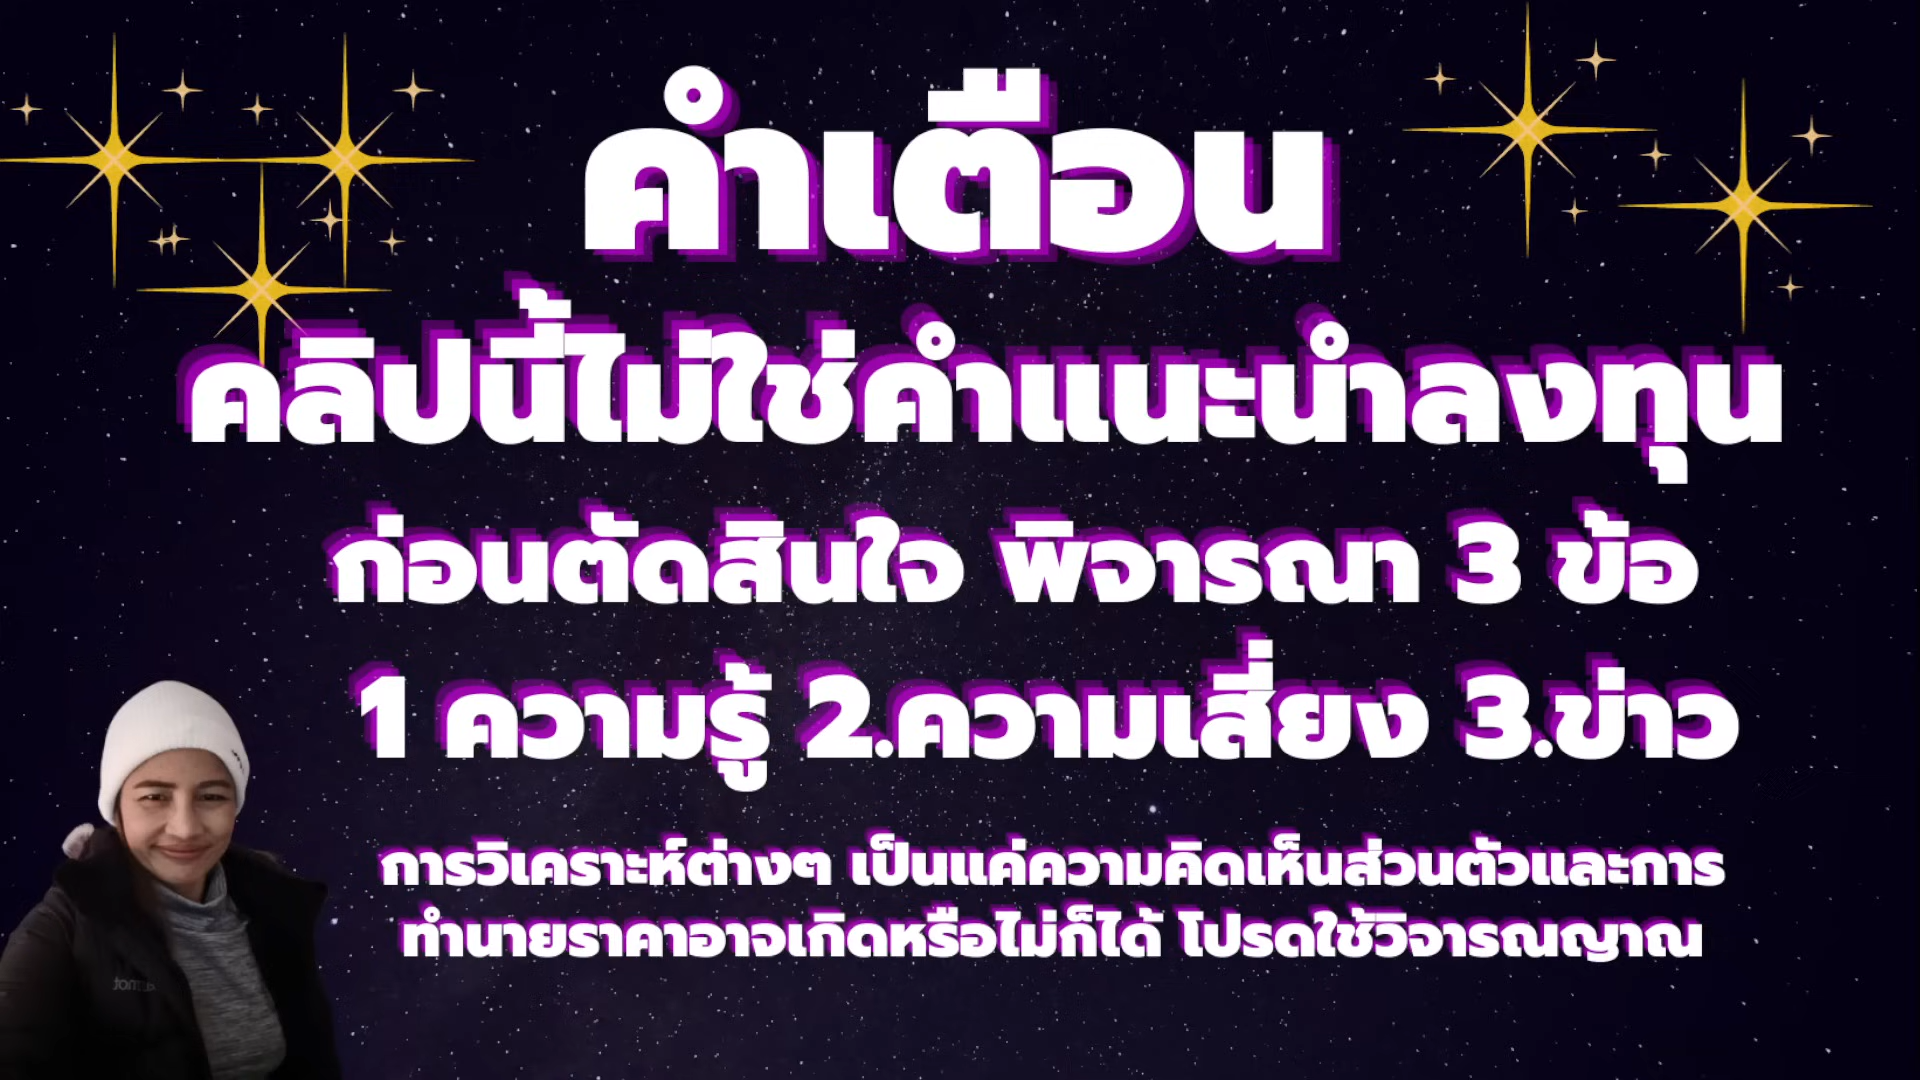 คำเตือน
คลิปนี้ไม่ใช่คำแนะนำลงทุน
ก่อนตัดสินใจ พิจารณา 3 ข้อ
1 ความรู้ 2.ความเสี่ยง 3.ข่าว
การวิเคราะห์ต่างๆ เป็นแค่ความคิดเห็นส่วนตัวและการ
ทำนายราคาอาจเกิดหรือไม่ก็ได้ โปรดใช้วิจารณญาณ